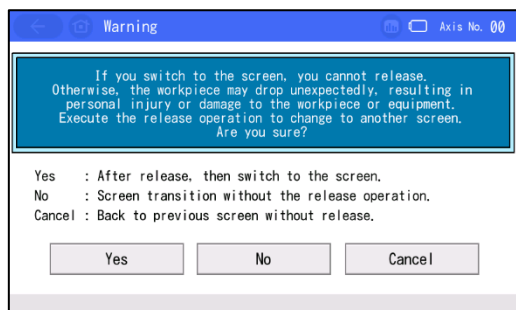 Warning
Axis No. 00
If you switch to the screen, you cannot release.
Otherwise, the workpiece may drop unexpectedly, resulting in
personal injury or damage to the workpiece or equipment.
Execute the release operation to change to another screen.
Are you sure?
Yes : After release, then switch to the screen.
No : Screen transition without the release operation.
Cancel : Back to previous screen without release.
Yes
No
Cancel